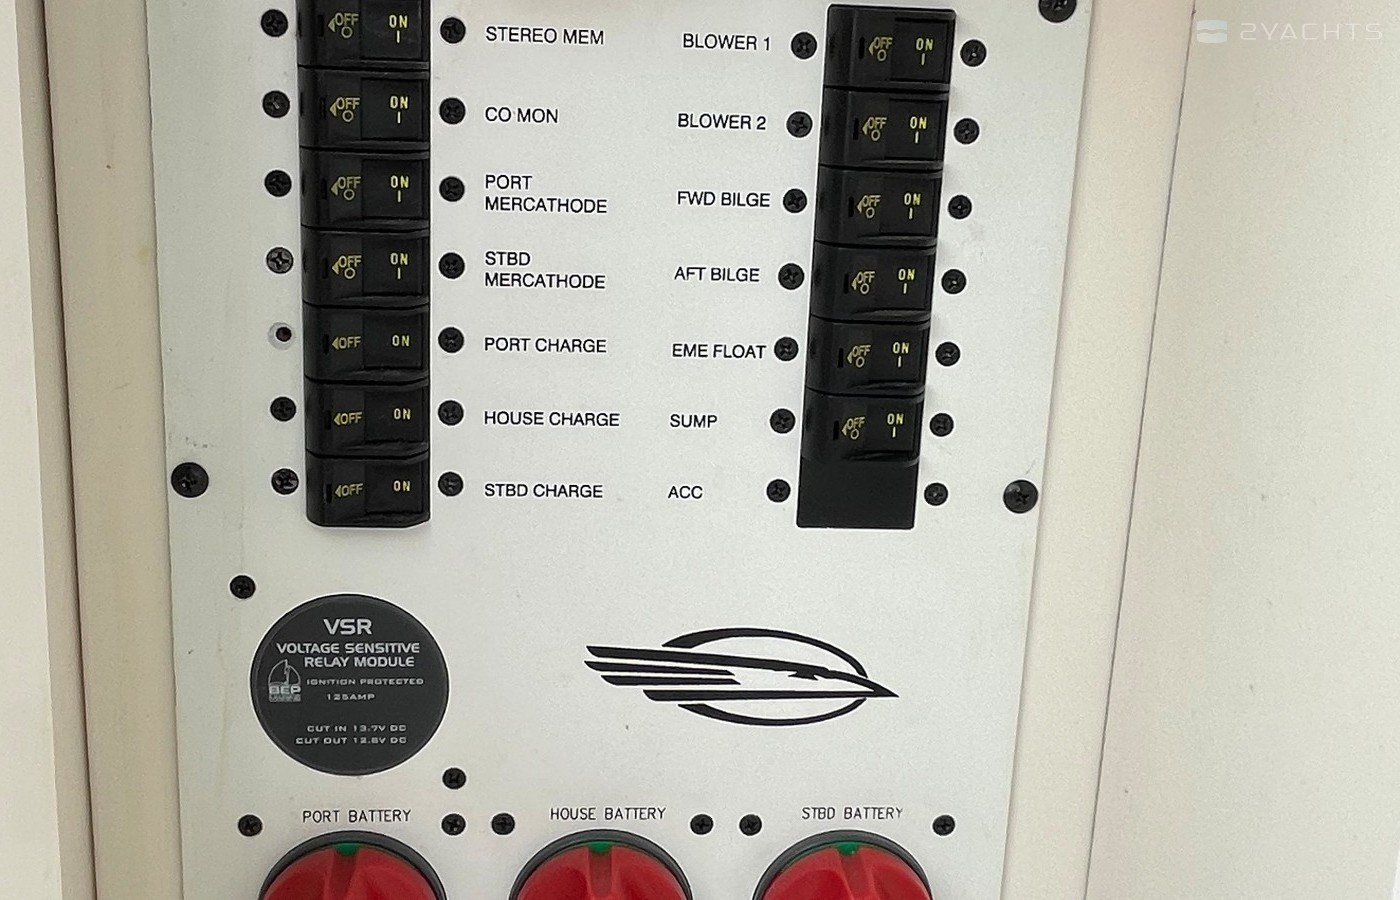 2YACHTS
OFF ON STEREO MEM
OFF ON CO MON
OFF ON PORT
MERCATHODE
OFF ON STBD
MERCATHODE
OFF ON PORT CHARGE
OFF ON HOUSE CHARGE
OFF ON STBD CHARGE
BLOWER 1 OFF ON
BLOWER 2 OFF ON
FWD BILGE OFF ON
AFT BILGE OFF ON
EME FLOAT OFF ON
SUMP OFF ON
ACC
VSR
VOLTAGE SENSITIVE
RELAY MODULE
BEP
MARINE
IGNITION PROTECTED
125AMP
CUT IN 13.7V DC
CUT OUT 12.8V DC
PORT BATTERY
HOUSE BATTERY
STBD BATTERY